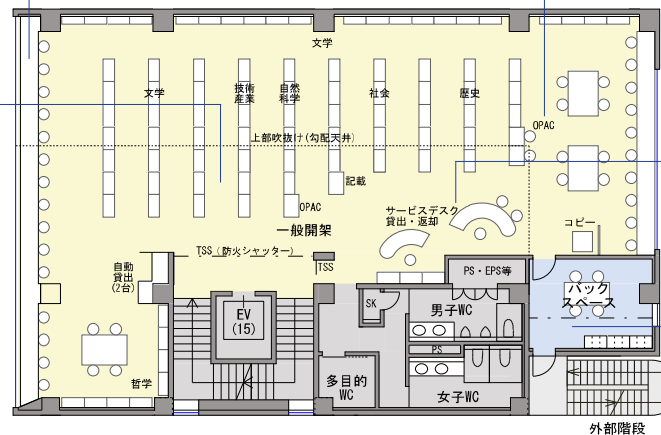 文学
文学
技術
産業
自然
科学
社会
歴史
OPAC
上部吹抜け(勾配天井)
記載
OPAC
サービスデスク
貸出・返却
一般開架
コピー
TSS(防火シャッター)
TSS
自動
貸出
(2台)
PS・EPS等
バック
スペース
EV
(15)
SK
男子WC
PS
多目的
WC
女子WC
哲学
外部階段